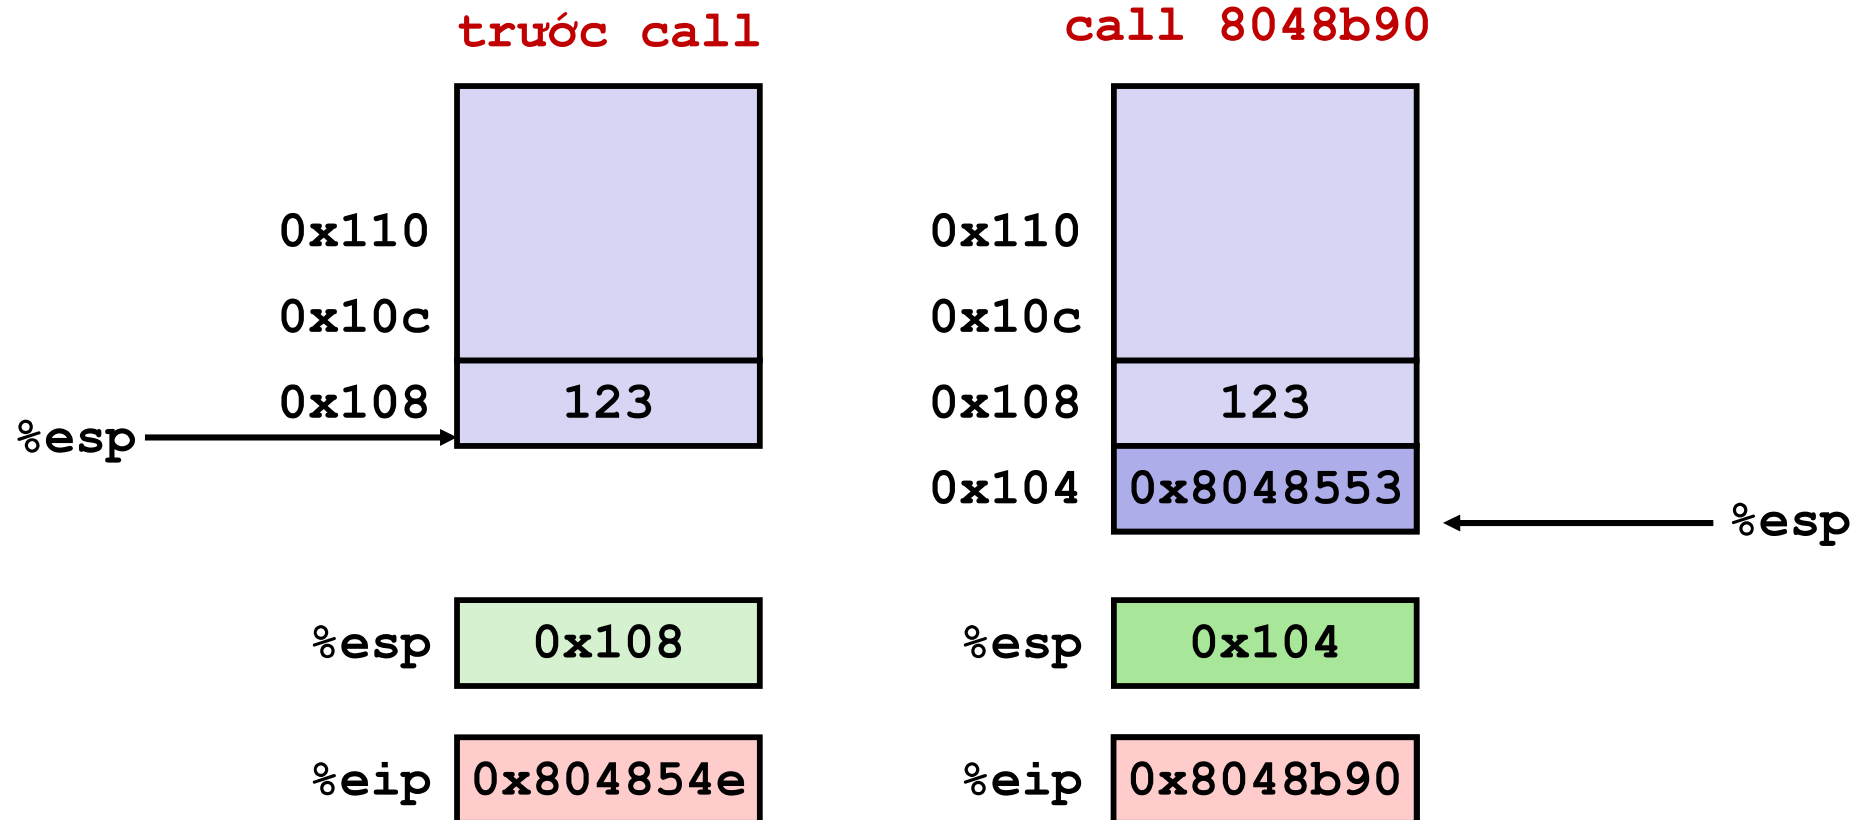 trước call
call 8048b90
0x110
0x110
0x10c
0x10c
0x108 123
0x108 123
%esp
0x104 0x8048553
%esp
%esp 0x108
%esp 0x104
%eip 0x804854e
%eip 0x8048b90